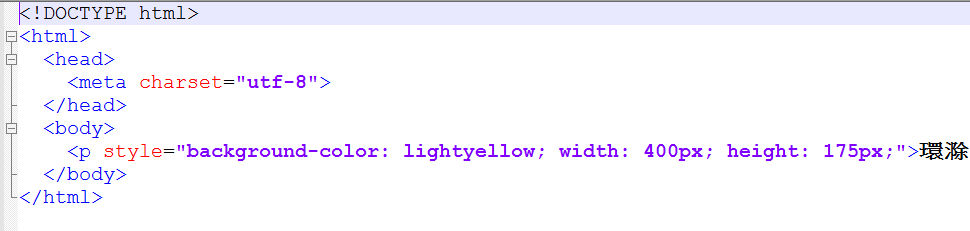 <!DOCTYPE html>
<html>
<head>
<meta charset="utf-8">
</head>
<body>
<p style="background-color: lightyellow; width: 400px; height: 175px;">環滁
</body>
</html>